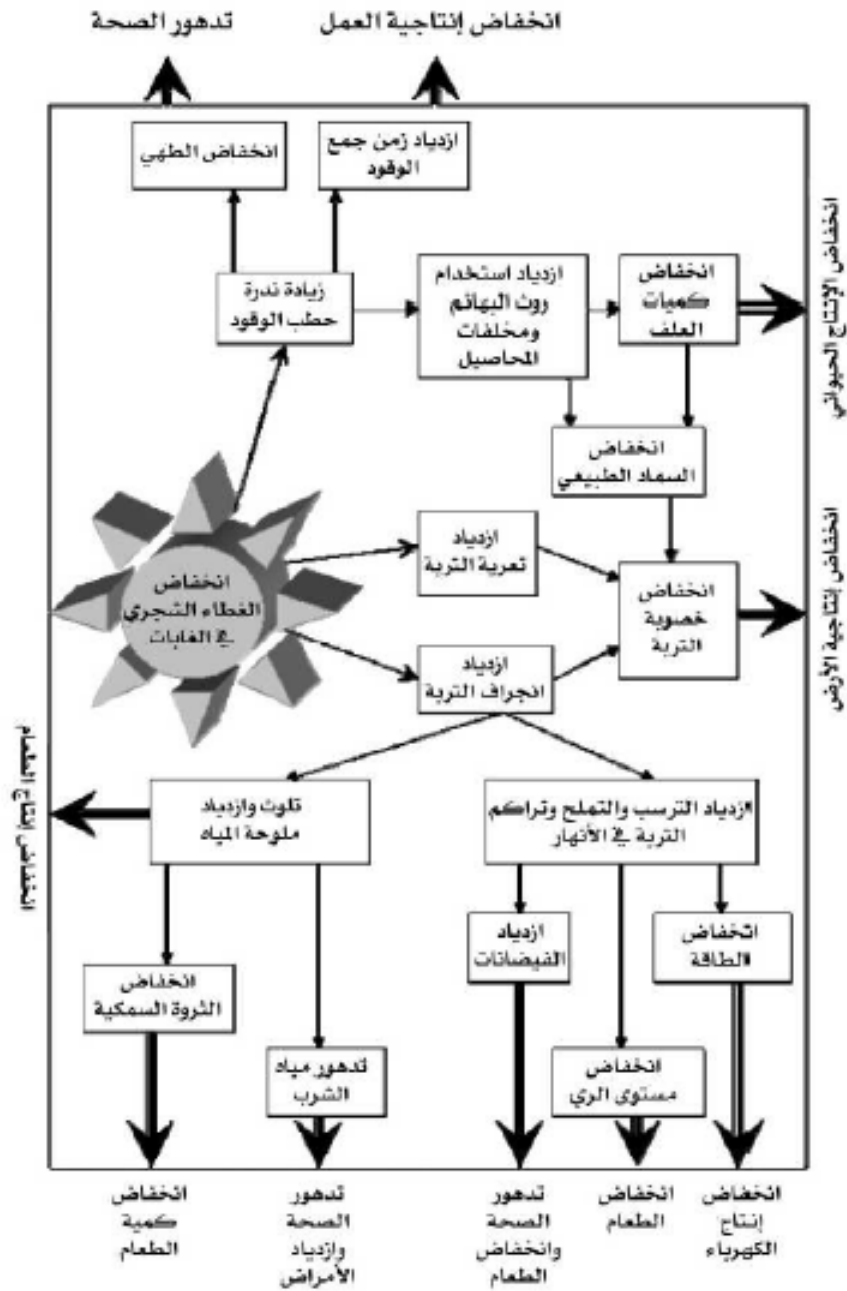 تدهور الصحة
انخفاض إنتاجية العمل
انخفاض الطهي
ازدياد زمن جمع
الوقود
زيادة ندرة
حطب الوقود
ازدياد استخدام
روث البهائم
ومخلفات
المحاصيل
انخفاض
كميات
العلف
انخفاض الإنتاج الحيواني
انخفاض
السماد الطبيعي
انخفاض
الغطاء الشجري
في الغابات
ازدياد
تعرية التربة
انخفاض
خصوبة
التربة
انخفاض إنتاجية الأرض
ازدياد
انجراف التربة
انخفاض إنتاج الطعام
تلوث وازدياد
ملوحة المياه
ازدياد الترسب والتملح وتراكم
التربة في الأنهار
انخفاض
الثروة السمكية
تدهور مياه
الشرب
ازدياد
الفيضانات
انخفاض
مستوى الري
انخفاض
الطاقة
انخفاض
كمية
الطعام
تدهور
الصحة
وازدياد
الأمراض
تدهور
الصحة
وانخفاض
الطعام
انخفاض
الطعام
انخفاض
إنتاج
الكهرباء